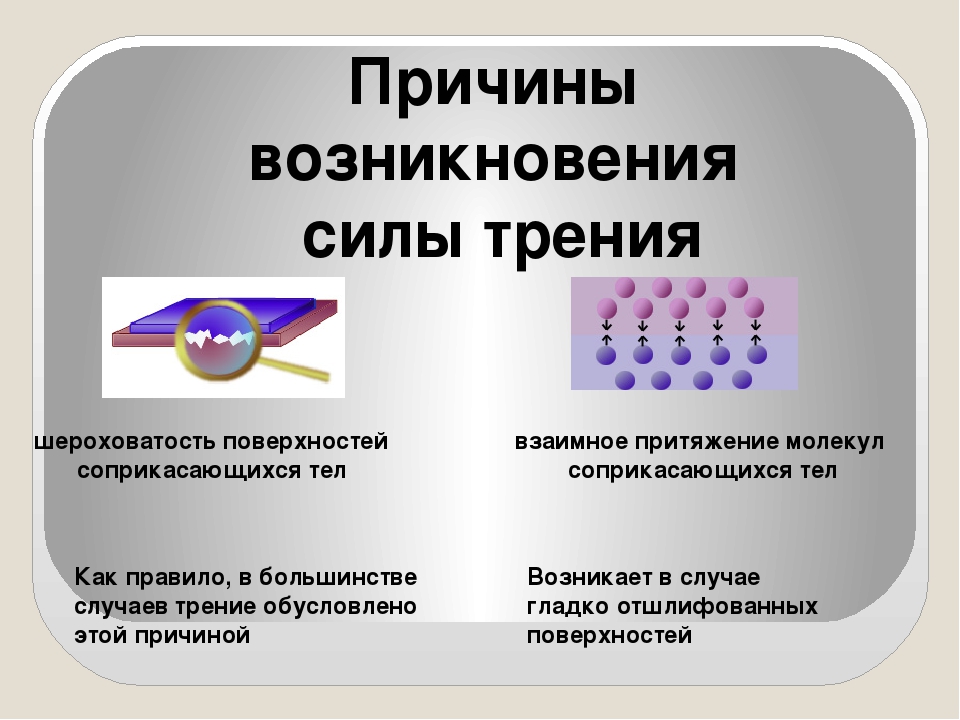 Причины
возникновения
силы трения
шероховатость поверхностей
соприкасающихся тел
взаимное притяжение молекул
соприкасающихся тел
Как правило, в большинстве
случаев трение обусловлено
этой причиной
Возникает в случае
гладко отшлифованных
поверхностей